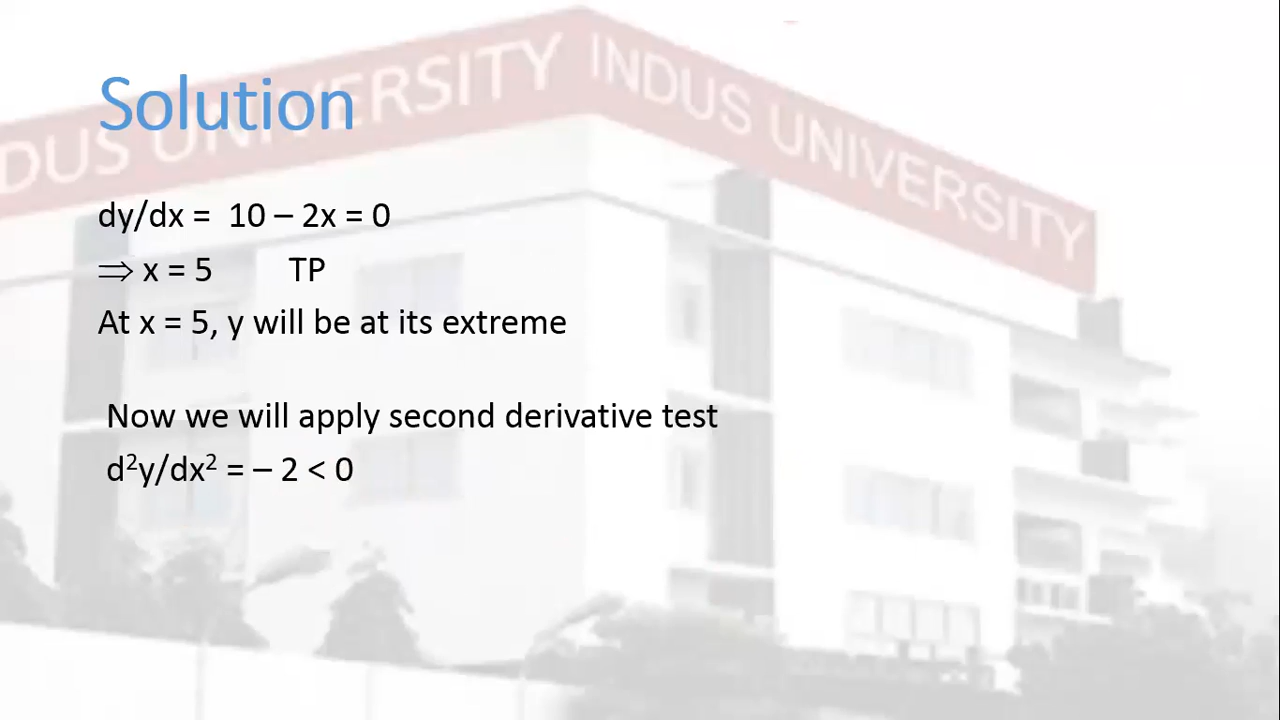 INDUS UNIVERSITY
DUS UNIVERSITY
Solution
dy/dx = 10 – 2x = 0
⇒ x = 5 TP
At x = 5, y will be at its extreme
Now we will apply second derivative test
d²y/dx² = – 2 < 0